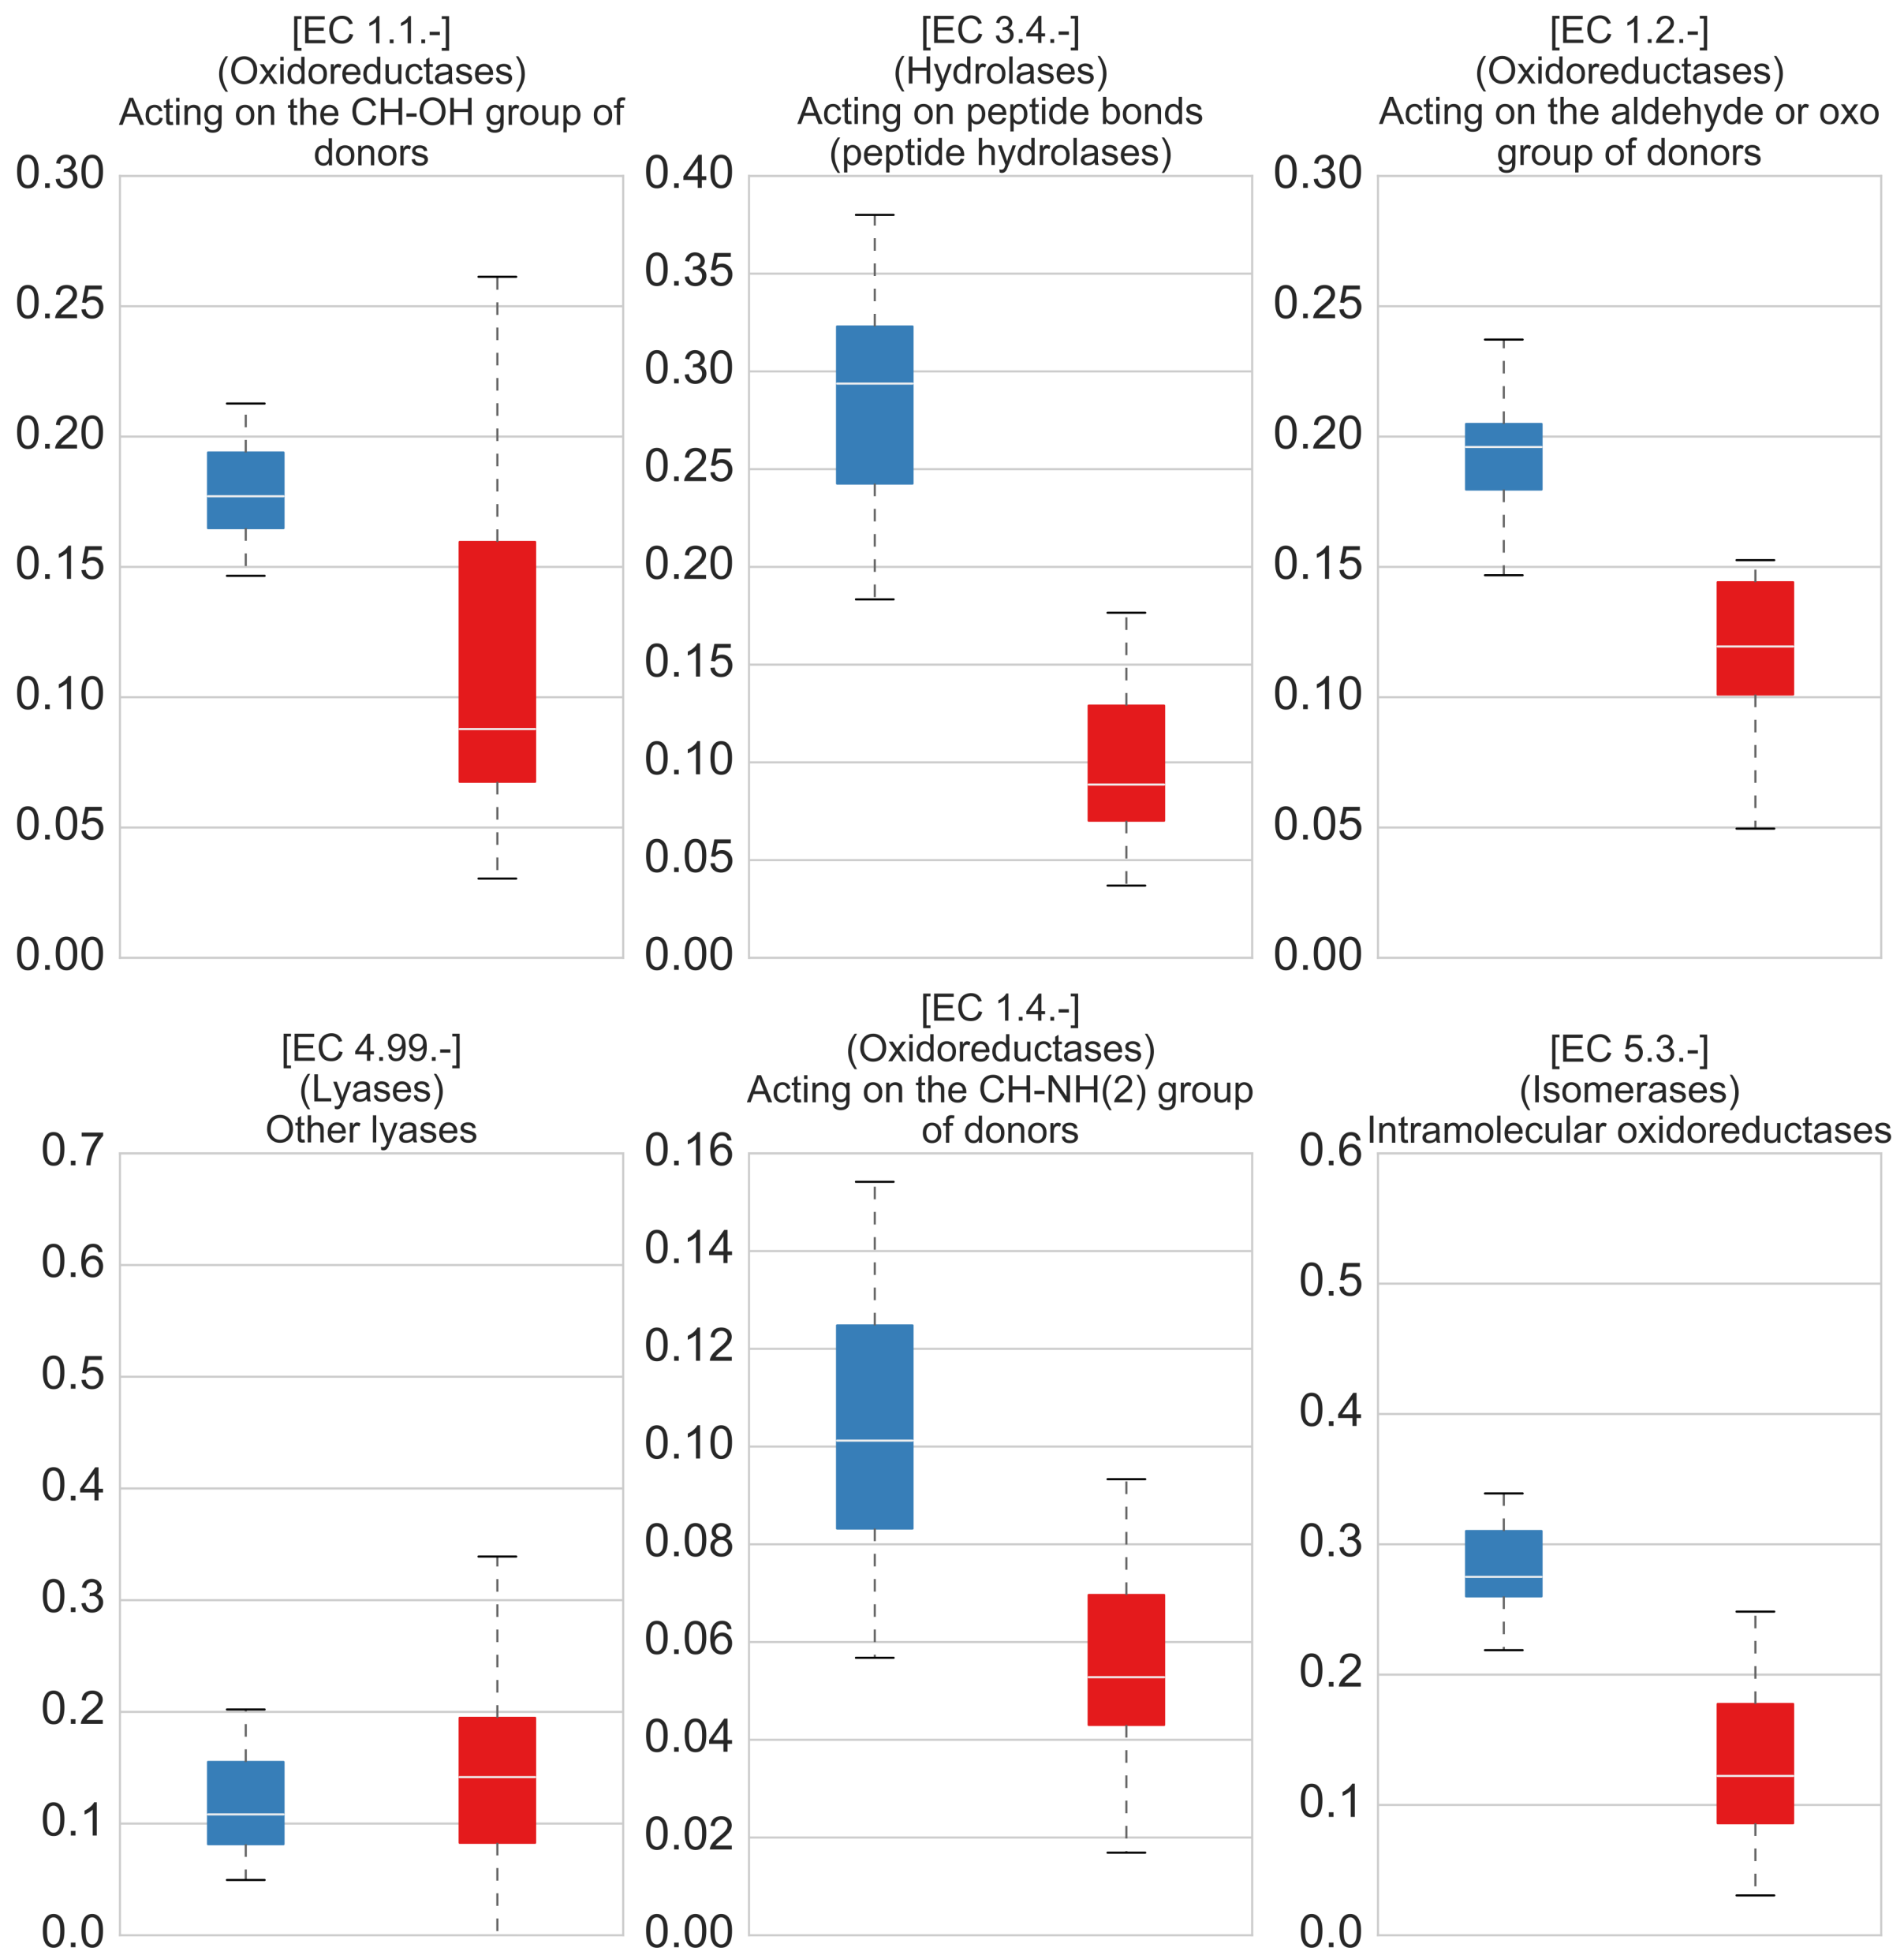 [EC 1.1.-]
(Oxidoreductases)
Acting on the CH-OH group of
donors
0.30
0.25
0.20
0.15
0.10
0.05
0.00
[EC 3.4.-]
(Hydrolases)
Acting on peptide bonds
(peptide hydrolases)
0.40
0.35
0.30
0.25
0.20
0.15
0.10
0.05
0.00
[EC 1.2.-]
(Oxidoreductases)
Acting on the aldehyde or oxo
group of donors
0.30
0.25
0.20
0.15
0.10
0.05
0.00
[EC 4.99.-]
(Lyases)
Other lyases
0.7
0.6
0.5
0.4
0.3
0.2
0.1
0.0
[EC 1.4.-]
(Oxidoreductases)
Acting on the CH-NH(2) group
of donors
0.16
0.14
0.12
0.10
0.08
0.06
0.04
0.02
0.00
[EC 5.3.-]
(Isomerases)
Intramolecular oxidoreductases
0.6
0.5
0.4
0.3
0.2
0.1
0.0